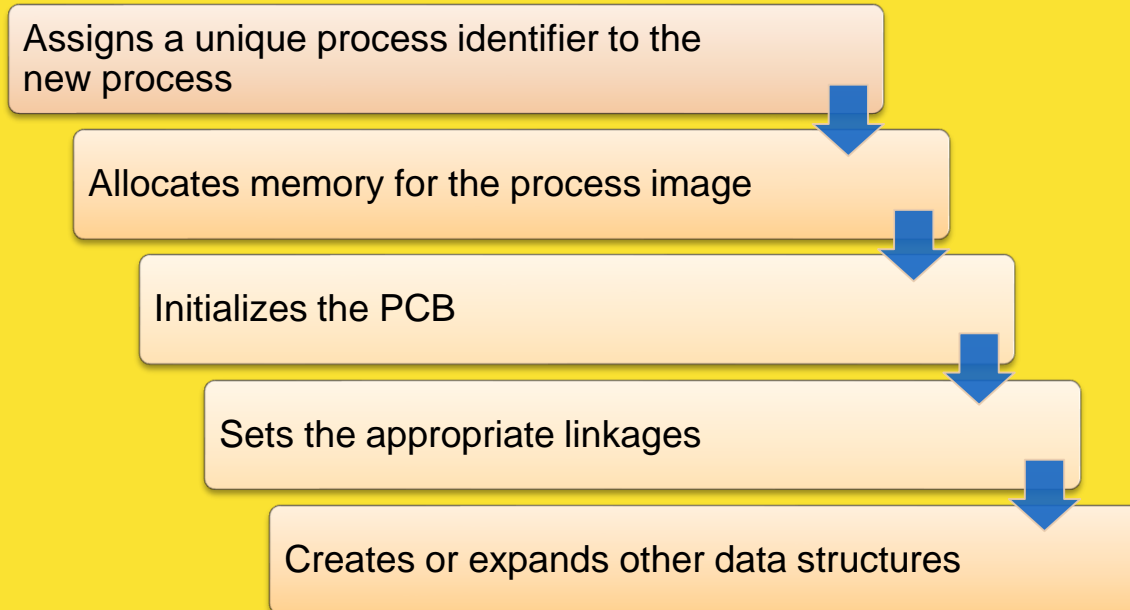 Assigns a unique process identifier to the
new process
Allocates memory for the process image
Initializes the PCB
Sets the appropriate linkages
Creates or expands other data structures